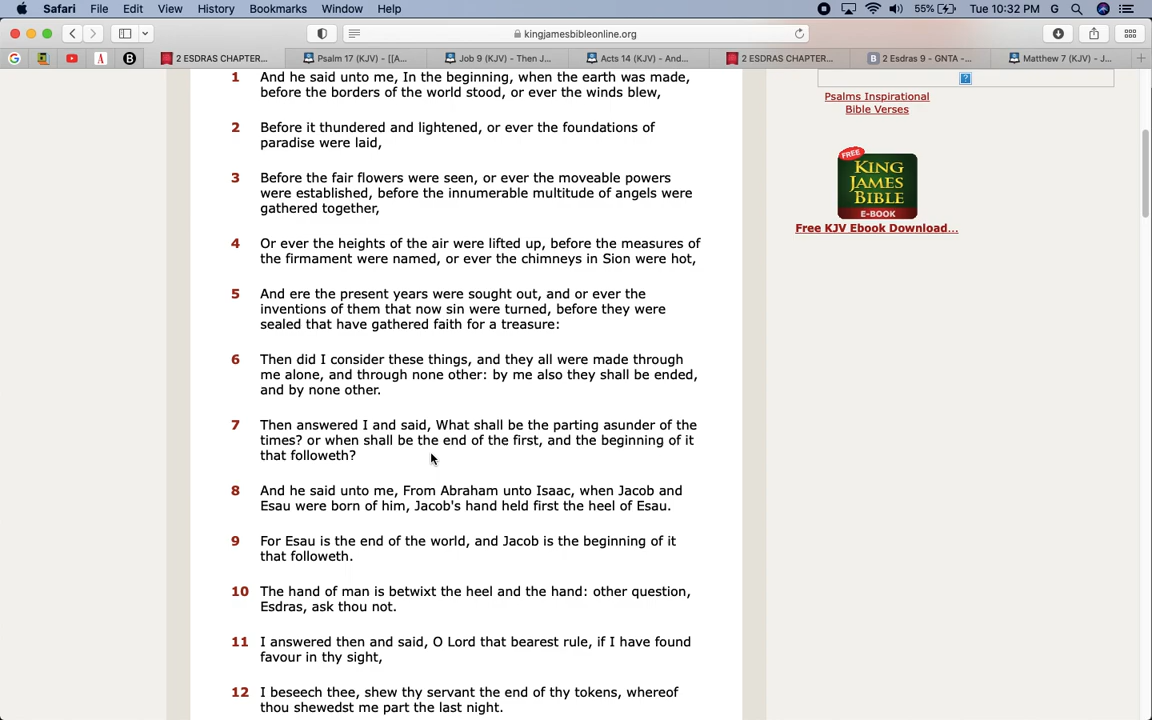 Safari File Edit View History Bookmarks Window Help 55% Tue 10:32 PM G
kingjamesbibleonline.org
2 ESDRAS CHAPTER... Psalm 17 (KJV) - [[A... Job 9 (KJV) - Then J... Acts 14 (KJV) - And... 2 ESDRAS CHAPTER... 2 Esdras 9 - GNTA -... Matthew 7 (KJV) - J...
1 And he said unto me, In the beginning, when the earth was made,
before the borders of the world stood, or ever the winds blew,
2 Before it thundered and lightened, or ever the foundations of
paradise were laid,
3 Before the fair flowers were seen, or ever the moveable powers
were established, before the innumerable multitude of angels were
gathered together,
4 Or ever the heights of the air were lifted up, before the measures of
the firmament were named, or ever the chimneys in Sion were hot,
5 And ere the present years were sought out, and or ever the
inventions of them that now sin were turned, before they were
sealed that have gathered faith for a treasure:
6 Then did I consider these things, and they all were made through
me alone, and through none other: by me also they shall be ended,
and by none other.
7 Then answered I and said, What shall be the parting asunder of the
times? or when shall be the end of the first, and the beginning of it
that followeth?
8 And he said unto me, From Abraham unto Isaac, when Jacob and
Esau were born of him, Jacob's hand held first the heel of Esau.
9 For Esau is the end of the world, and Jacob is the beginning of it
that followeth.
10 The hand of man is betwixt the heel and the hand: other question,
Esdras, ask thou not.
11 I answered then and said, O Lord that bearest rule, if I have found
favour in thy sight,
12 I beseech thee, shew thy servant the end of thy tokens, whereof
thou shewedst me part the last night.
?
Psalms Inspirational
Bible Verses
FREE
KING
JAMES
BIBLE
E-BOOK
Free KJV Ebook Download...